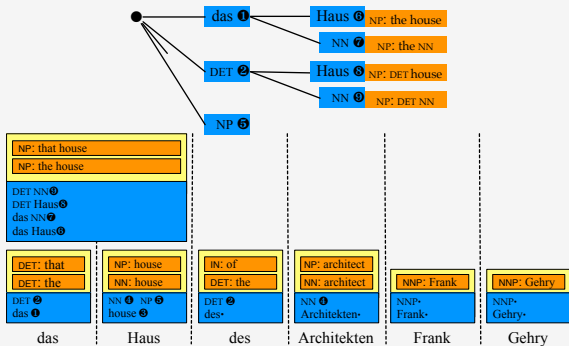 das ❶ Haus ❻ NP: the house
NN ❼ NP: the NN
DET ❷ Haus ❽ NP: DET house
NN ❾ NP: DET NN
NP ❺
NP: that house
NP: the house
DET NN❾
DET Haus❽
das NN❼
das Haus❻
DET: that NP: house IN: of NP: architect
DET: the NN: house DET: the NN: architect NNP: Frank NNP: Gehry
DET ❷ NN ❹ NP ❺ DET ❷ NN ❹ NNP• NNP•
das ❶ house ❸ des• Architekten• Frank• Gehry•
das Haus des Architekten Frank Gehry